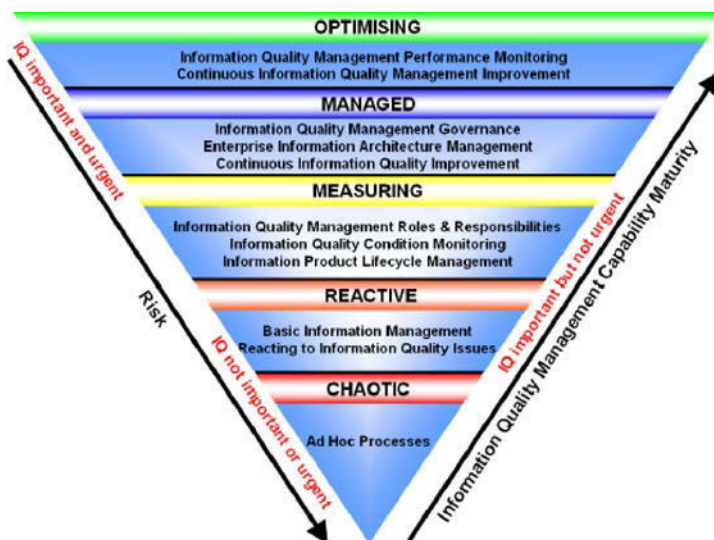 OPTIMISING
Information Quality Management Performance Monitoring
Continuous Information Quality Management Improvement
MANAGED
Information Quality Management Governance
Enterprise Information Architecture Management
Continuous Information Quality Improvement
MEASURING
Information Quality Management Roles & Responsibilities
Information Quality Condition Monitoring
Information Product Lifecycle Management
REACTIVE
Basic Information Management
Reacting to Information Quality Issues
CHAOTIC
Ad Hoc Processes
IQ important and urgent
Risk
IQ not important or urgent
IQ important but not urgent
Information Quality Management Capability Maturity